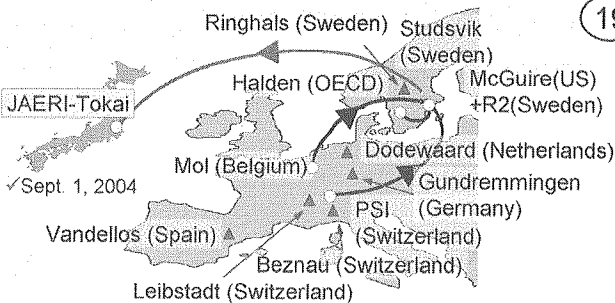 19
Ringhals (Sweden)
Studsvik
(Sweden)
Halden (OECD)
McGuire(US)
+R2(Sweden)
JAERI-Tokai
✓Sept. 1, 2004
Mol (Belgium)
Dodewaard (Netherlands)
Gundremmingen
(Germany)
PSI
(Switzerland)
Vandellos (Spain)
Beznau (Switzerland)
Leibstadt (Switzerland)